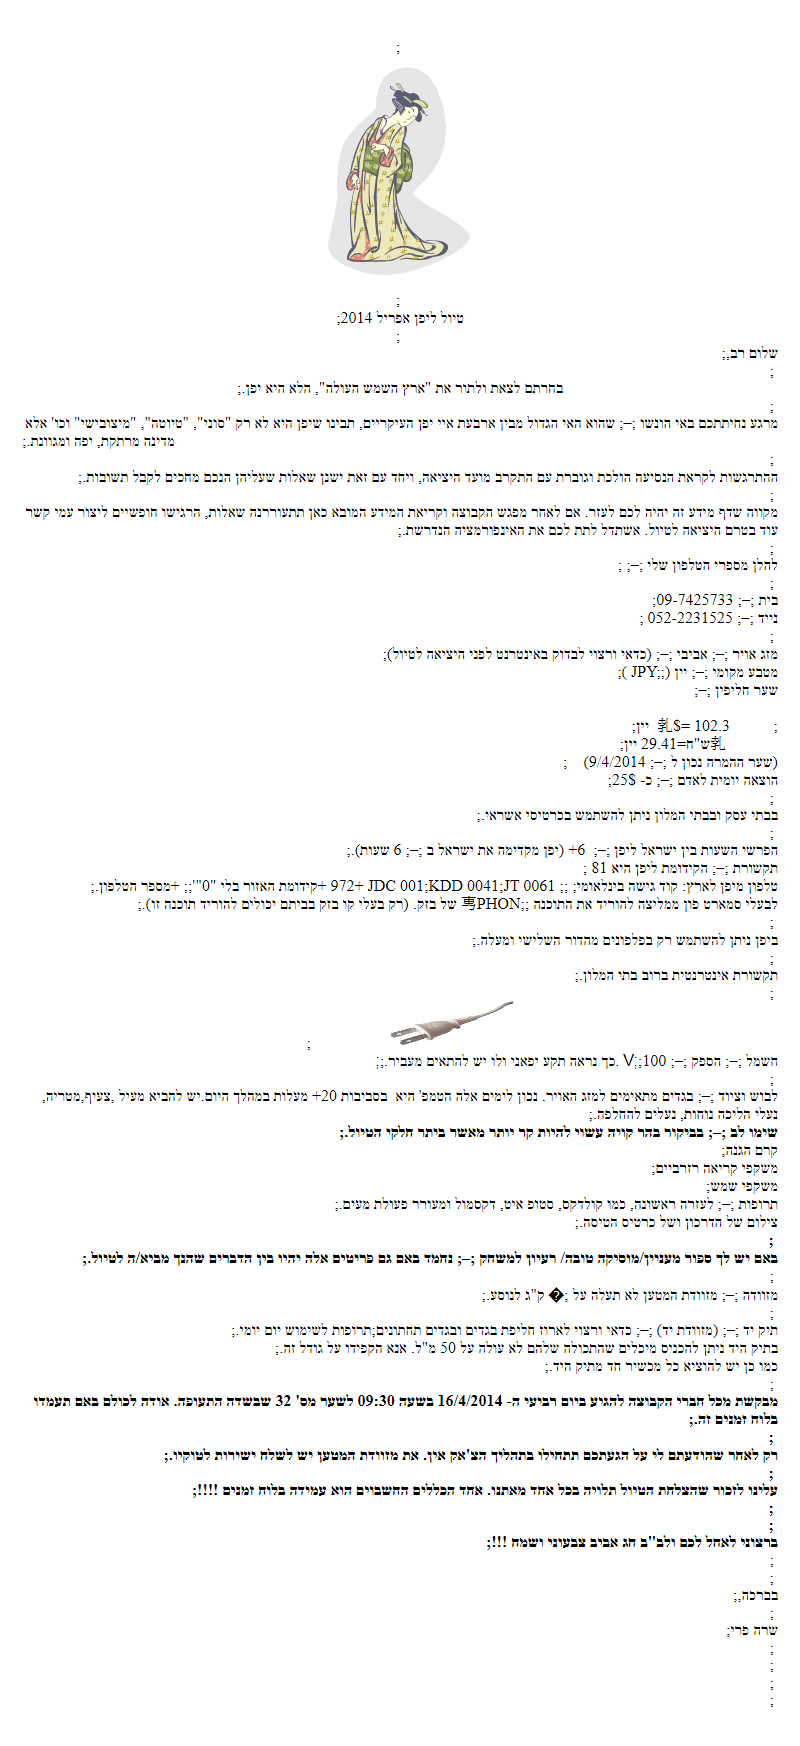 ;
;
טיול ליפן אפריל 2014;
;
שלום רב,;
;
בחרתם לצאת ולתור את "ארץ השמש העולה", הלא היא יפן.;
;
מרגע נחיתתכם באי הונשו ;–; שהוא האי הגדול מבין ארבעת איי יפן העיקריים, תבינו שיפן היא לא רק "סוני", "טיוטה", "מיצובישי" וכו' אלא
מדינה מרתקת, יפה ומגוונת.;
;
ההתרגשות לקראת הנסיעה הולכת וגוברת עם התקרב מועד היציאה, ויחד עם זאת ישנן שאלות שעליהן הנכם מחכים לקבל תשובות.;
;
מקווה שדף מידע זה יהיה לכם לעזר. אם לאחר מפגש הקבוצה וקריאת המידע המובא כאן תתעוררנה שאלות, הרגישו חופשיים ליצור עמי קשר
עוד בטרם היציאה לטיול. אשתדל לתת לכם את האינפורמציה הנדרשת.;
;
להלן מספרי הטלפון שלי ;–; ;
;
בית ;–; 09-7425733;
נייד ;–; 052-2231525 ;
;
מזג אויר ;–; אביבי ;–; (כדאי ורצוי לבדוק באינטרנט לפני היציאה לטיול);
מטבע מקומי ;–; יין (;;JPY );
שער חליפין ;–;
; 102.3 =$乳 יין;
乳ש"ח=29.41 יין;
(שער ההמרה נכון ל ;–; 9/4/2014) ;
הוצאה יומית לאדם ;–; כ- 25$;
;
בבתי עסק ובבתי המלון ניתן להשתמש בכרטיסי אשראי.;
;
הפרשי השעות בין ישראל ליפן ;–; 6+ (יפן מקדימה את ישראל ב ;–; 6 שעות).;
תקשורת ;–; הקידומת ליפן היא 81 ;
טלפון מיפן לארץ: קוד גישה בינלאומי; ;; JDC 001;KDD 0041;JT 0061 +972 +קידומת האזור בלי "0"';; +מספר הטלפון.;
לבעלי סמארט פון ממליצה להוריד את התוכנה ;;PHON של בזק. (רק בעלי קו בזק בביתם יכולים להוריד תוכנה זו).;
;
ביפן ניתן להשתמש רק בפלפונים מהדור השלישי ומעלה.;
;
תקשורת אינטרנטית ברוב בתי המלון.;
;
;
חשמל ;–; הספק ;–; 100;;V .כך נראה תקע יפאני ולו יש להתאים מעביר.;;
;
לבוש וציוד ;–; בגדים מתאימים למזג האויר. נכון לימים אלה הטמפ' היא בסביבות 20+ מעלות במהלך היום.יש להביא מעיל ,צעיף,מטריה,
נעלי הליכה נוחות, נעלים להחלפה.;
שימו לב ;–; בביקור בהר קויה עשוי להיות קר יותר מאשר ביתר חלקי הטיול.;
קרם הגנה;
משקפי קריאה רזרביים;
משקפי שמש;
תרופות ;–; לעזרה ראשונה, כמו קולדקס, סטופ איט, דקסמול ומעורר פעולת מעים.;
צילום של הדרכון ושל כרטיס הטיסה.;
;
באם יש לך ספור מעניין/מוסיקה טובה/ רעיון למשחק ;–; נחמד באם גם פריטים אלה יהיו בין הדברים שהנך מביא/ה לטיול.;
;
מזוודה ;–; מזוודת המטען לא תעלה על ;� ק"ג לנוסע.;
;
תיק יד ;–; (מזוודת יד) ;–; כדאי ורצוי לארוז חליפת בגדים ובגדים תחתונים;תרופות לשימוש יום יומי.;
בתיק היד ניתן להכניס מיכלים שהתכולה שלהם לא עולה על 50 מ"ל. אנא הקפידו על גודל זה.;
כמו כן יש להוציא כל מכשיר חד מתיק היד.;
;
מבקשת מכל חברי הקבוצה להגיע ביום רביעי ה- 16/4/2014 בשעה 09:30 לשער מס' 32 שבשדה התעופה. אודה לכולם באם תעמדו
בלוח זמנים זה.;
;
רק לאחר שהודעתם לי על הגעתכם תתחילו בתהליך הצ'אק אין. את מזוודת המטען יש לשלח ישירות לטוקיו.;
;
עלינו לזכור שהצלחת הטיול תלויה בכל אחד מאתנו. אחד הכללים החשבוים הוא עמידה בלוח זמנים !!!!;
;
;
ברצוני לאחל לכם ולב"ב חג אביב צבעוני ושמח !!!;
;
;
בברכה,;
;
שרה פרי;
;
;
;
;